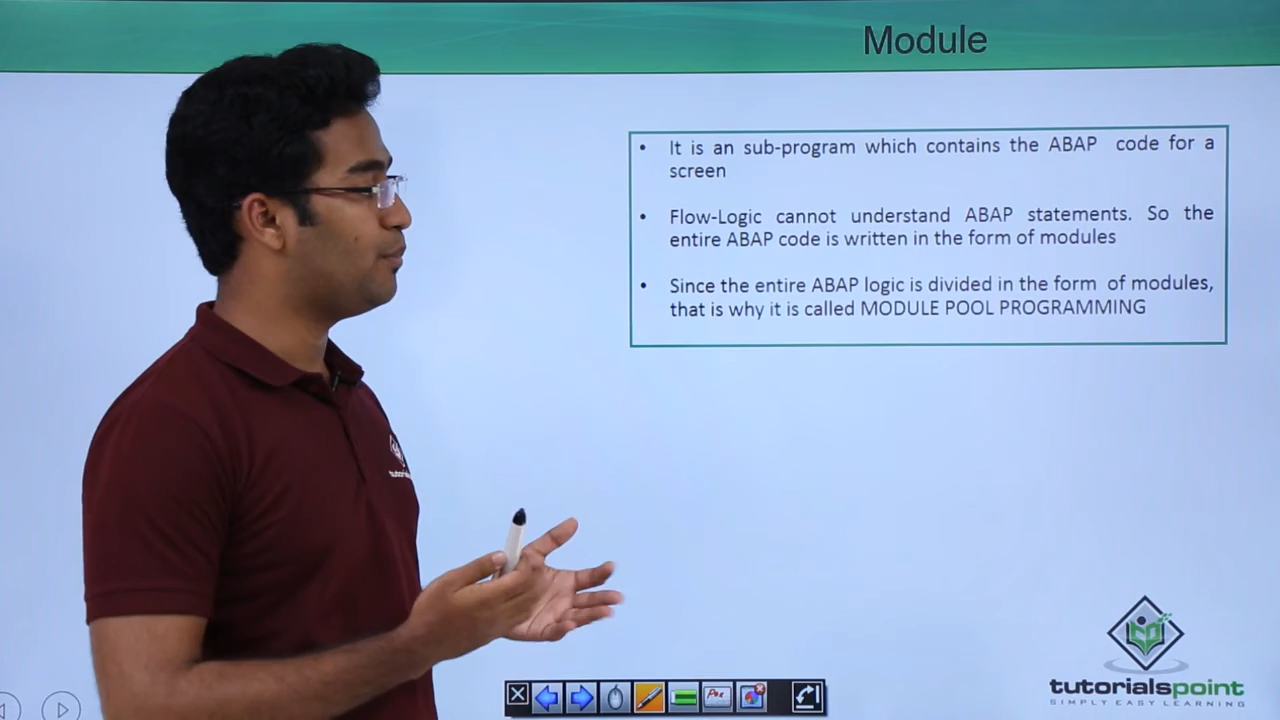 Module
• It is an sub-program which contains the ABAP code for a
screen
• Flow-Logic cannot understand ABAP statements. So the
entire ABAP code is written in the form of modules
• Since the entire ABAP logic is divided in the form of modules,
that is why it is called MODULE POOL PROGRAMMING
tutorialspoint
SIMPLY EASY LEARNING